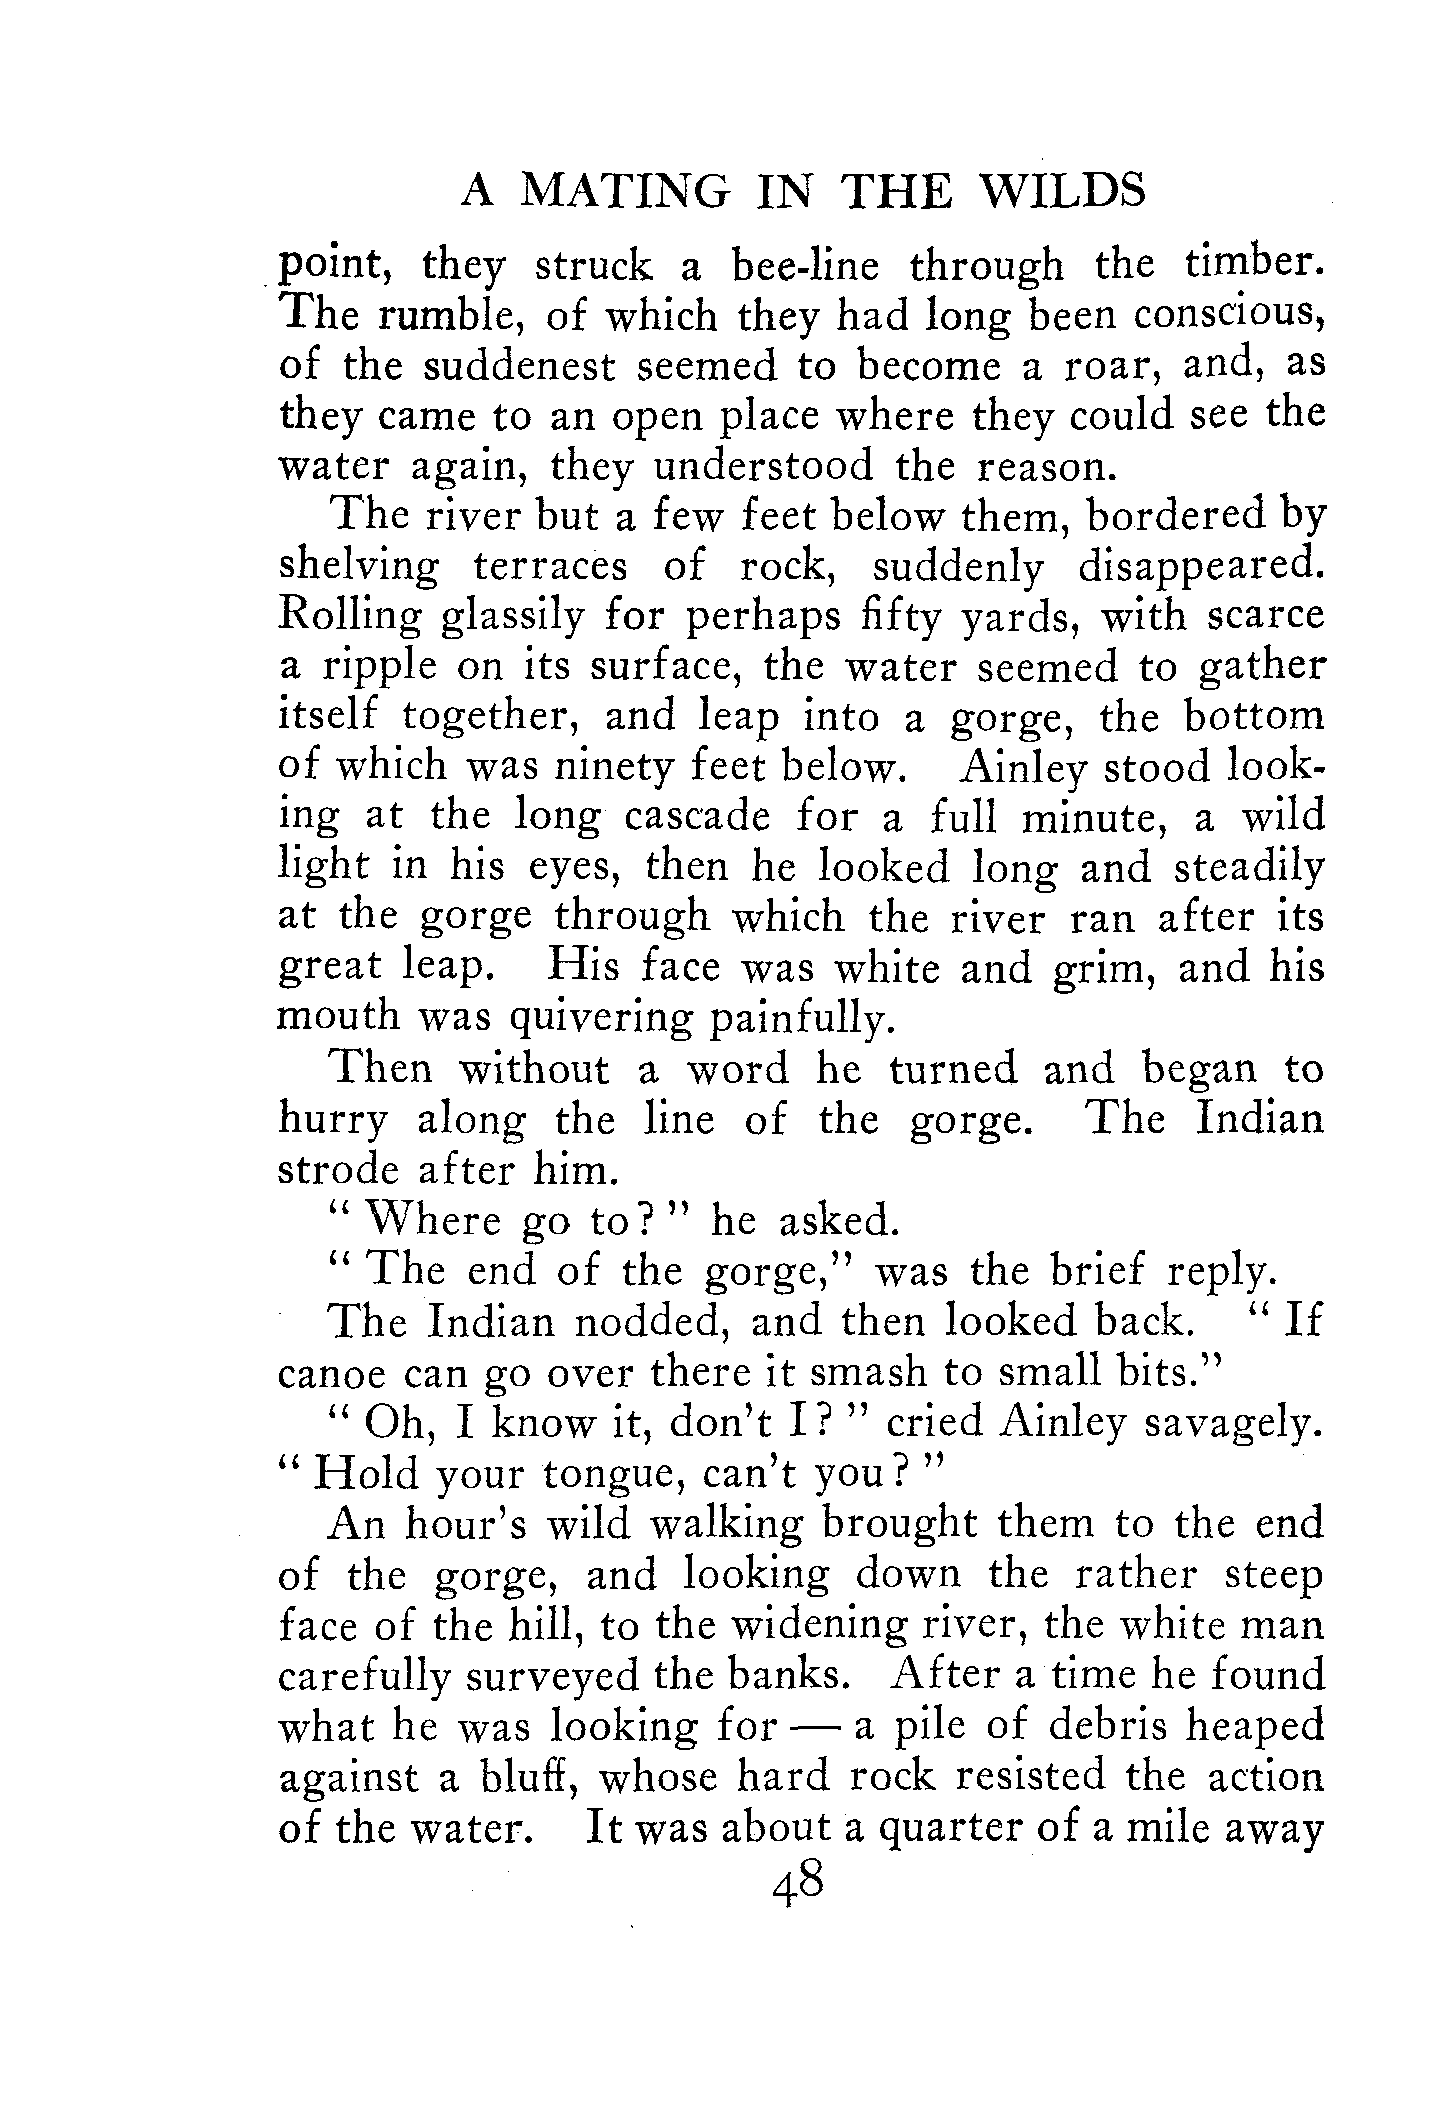 A MATING IN THE WILDS
point, they struck a bee-line through the timber.
The rumble, of which they had long been conscious,
of the suddenest seemed to become a roar, and, as
they came to an open place where they could see the
water again, they understood the reason.
The river but a few feet below them, bordered by
shelving terraces of rock, suddenly disappeared.
Rolling glassily for perhaps fifty yards, with scarce
a ripple on its surface, the water seemed to gather
itself together, and leap into a gorge, the bottom
of which was ninety feet below. Ainley stood look-
ing at the long cascade for a full minute, a wild
light in his eyes, then he looked long and steadily
at the gorge through which the river ran after its
great leap. His face was white and grim, and his
mouth was quivering painfully.
Then without a word he turned and began to
hurry along the line of the gorge. The Indian
strode after him.
" Where go to? " he asked.
" The end of the gorge," was the brief reply.
The Indian nodded, and then looked back. " If
canoe can go over there it smash to small bits."
" Oh, I know it, don't I? " cried Ainley savagely.
" Hold your tongue, can't you? "
An hour's wild walking brought them to the end
of the gorge, and looking down the rather steep
face of the hill, to the widening river, the white man
carefully surveyed the banks. After a time he found
what he was looking for — a pile of debris heaped
against a bluff, whose hard rock resisted the action
of the water. It was about a quarter of a mile away
48